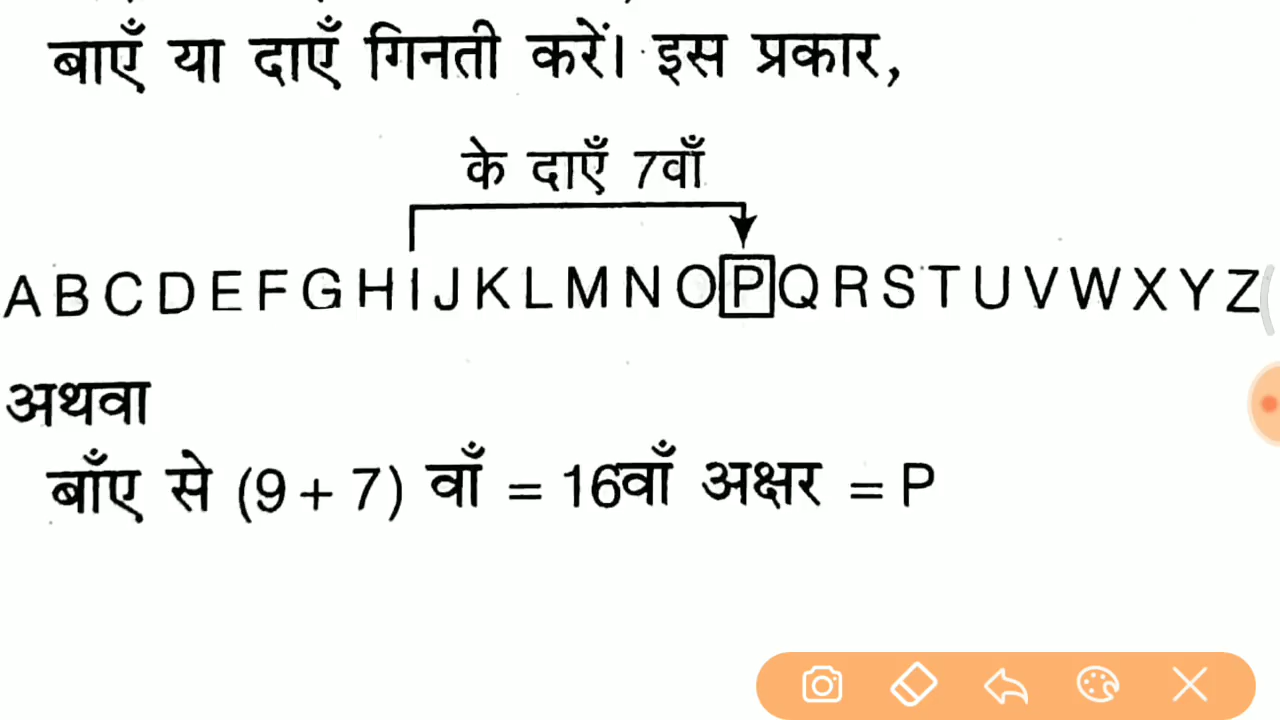 बाएँ या दाएँ गिनती करें। इस प्रकार,
के दाएँ 7वाँ
A B C D E F G H I J K L M N O P Q R S T U V W X Y Z
अथवा
बाँए से (9 + 7) वाँ = 16वाँ अक्षर = P